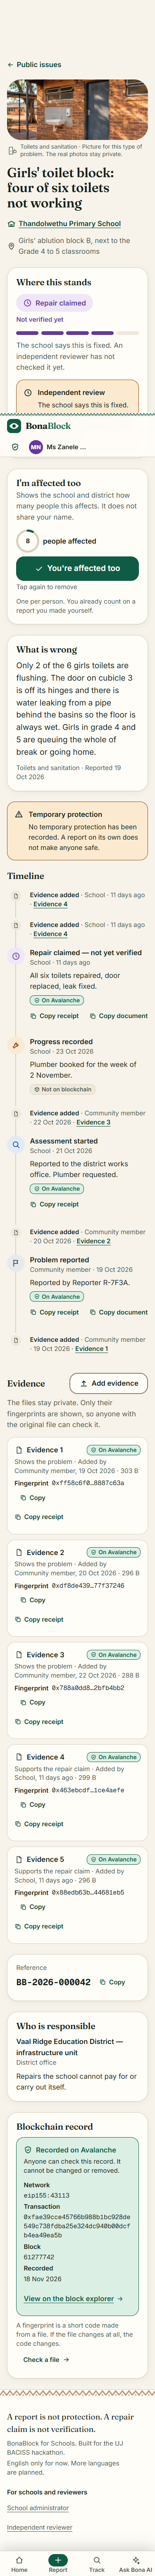 ← Public issues
Toilets and sanitation · Picture for this type of
problem. The real photos stay private.
Girls' toilet block:
four of six toilets
not working
Thandolwethu Primary School
Girls' ablution block B, next to the
Grade 4 to 5 classrooms
Where this stands
Repair claimed
Not verified yet
The school says this is fixed. An
independent reviewer has not
checked it yet.
Independent review
The school says this is fixed.
BonaBlock
MN Ms Zanele ...
I'm affected too
Shows the school and district how
many people this affects. It does not
share your name.
8 people affected
You're affected too
Tap again to remove
One per person. You already count on a
report you made yourself.
What is wrong
Only 2 of the 6 girls toilets are
flushing. The door on cubicle 3
is off its hinges and there is
water leaking from a pipe
behind the basins so the floor is
always wet. Girls in grade 4 and
5 are queuing the whole of
break or going home.
Toilets and sanitation · Reported 19
Oct 2026
Temporary protection
No temporary protection has been
recorded. A report on its own does
not make anyone safe.
Timeline
Evidence added · School · 11 days ago
· Evidence 4
Evidence added · School · 11 days ago
· Evidence 4
Repair claimed — not yet verified
School · 11 days ago
All six toilets repaired, door
replaced, leak fixed.
On Avalanche
Copy receipt Copy document
Progress recorded
School · 23 Oct 2026
Plumber booked for the week of
2 November.
Not on blockchain
Evidence added · Community member
· 22 Oct 2026 · Evidence 3
Assessment started
School · 21 Oct 2026
Reported to the district works
office. Plumber requested.
On Avalanche
Copy receipt
Evidence added · Community member
· 20 Oct 2026 · Evidence 2
Problem reported
Community member · 19 Oct 2026
Reported by Reporter R-7F3A.
On Avalanche
Copy receipt Copy document
Evidence added · Community member
· 19 Oct 2026 · Evidence 1
Evidence
Add evidence
The files stay private. Only their
fingerprints are shown, so anyone with
the original file can check it.
Evidence 1 On Avalanche
Shows the problem · Added by
Community member, 19 Oct 2026 · 303 B
Fingerprint 0xff58c6f0…8887c63a
Copy
Copy receipt
Evidence 2 On Avalanche
Shows the problem · Added by
Community member, 20 Oct 2026 · 296 B
Fingerprint 0xdf8de439…77f37246
Copy
Copy receipt
Evidence 3 On Avalanche
Shows the problem · Added by
Community member, 22 Oct 2026 · 288 B
Fingerprint 0x788a0dd8…2bfb4bb2
Copy
Copy receipt
Evidence 4 On Avalanche
Supports the repair claim · Added by
School, 11 days ago · 299 B
Fingerprint 0x463ebcdf…1ce4aefe
Copy
Copy receipt
Evidence 5 On Avalanche
Supports the repair claim · Added by
School, 11 days ago · 296 B
Fingerprint 0x88edb63b…44681eb5
Copy
Copy receipt
Reference
BB-2026-000042 Copy
Who is responsible
Vaal Ridge Education District —
infrastructure unit
District office
Repairs the school cannot pay for or
carry out itself.
Blockchain record
Recorded on Avalanche
Anyone can check this record. It
cannot be changed or removed.
Network
eip155:43113
Transaction
0xfae39cce45766b988b1bc928de
549c738fdba25e324dc940b00dcf
b4ea49ea5b
Block
61277742
Recorded
18 Nov 2026
View on the block explorer →
A fingerprint is a short code made
from a file. If the file changes at all, the
code changes.
Check a file →
A report is not protection. A repair
claim is not verification.
BonaBlock for Schools. Built for the UJ
BACISS hackathon.
English only for now. More languages
are planned.
For schools and reviewers
School administrator
Independent reviewer
Home Report Track Ask Bona AI